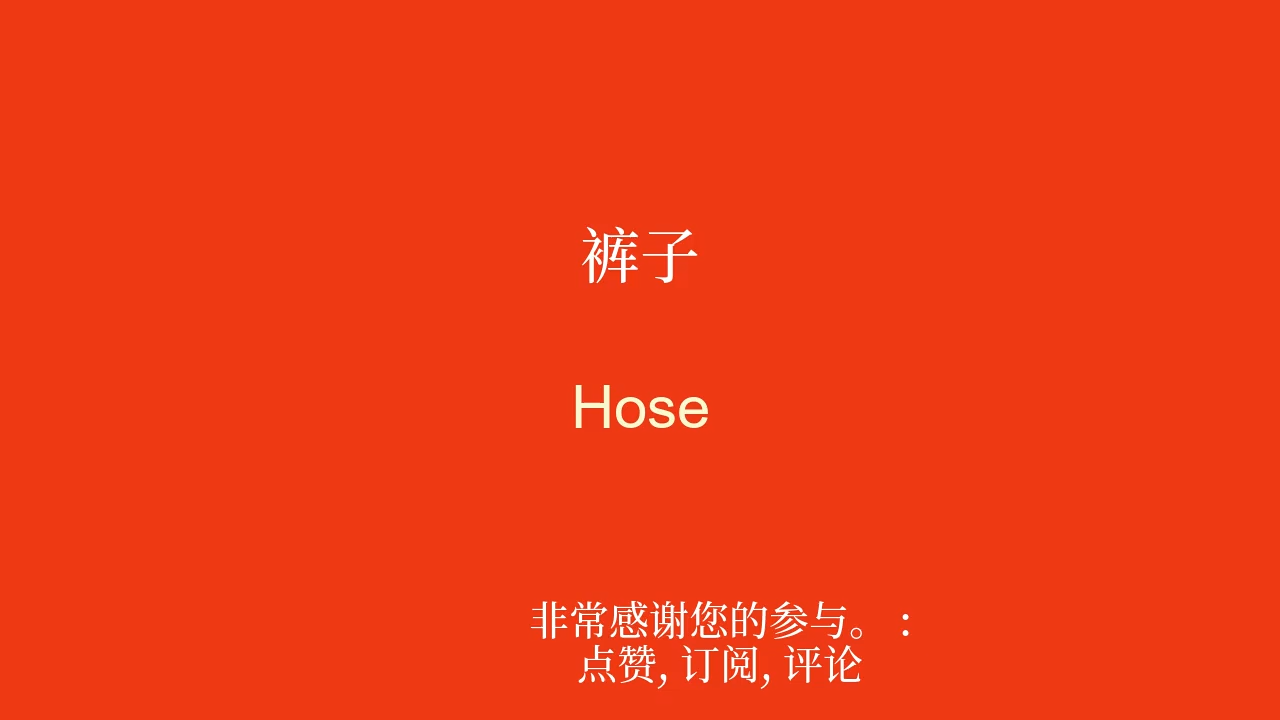 裤子
Hose
非常感谢您的参与。 :
点赞, 订阅, 评论